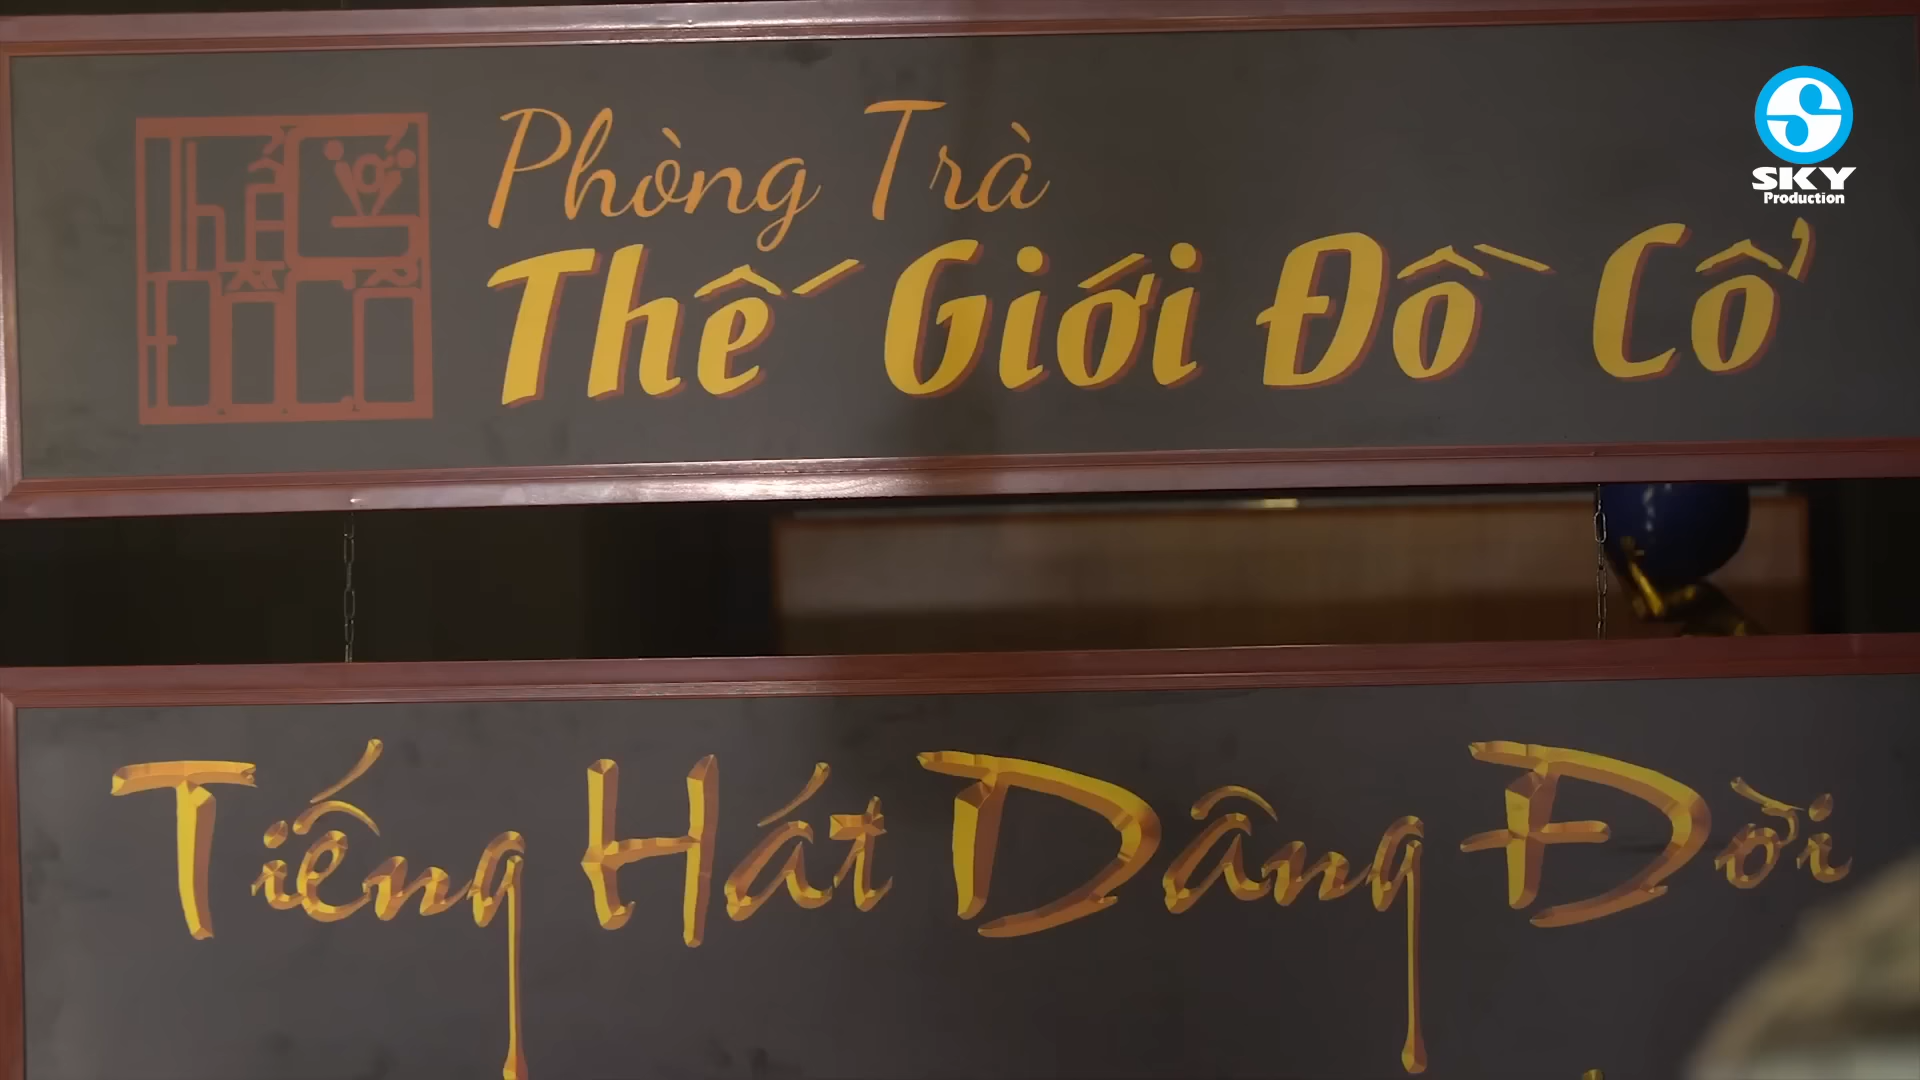 Phòng Trà
Thế Giới Đồ Cổ
SKY
Production
Tiếng Hát Dâng Đời